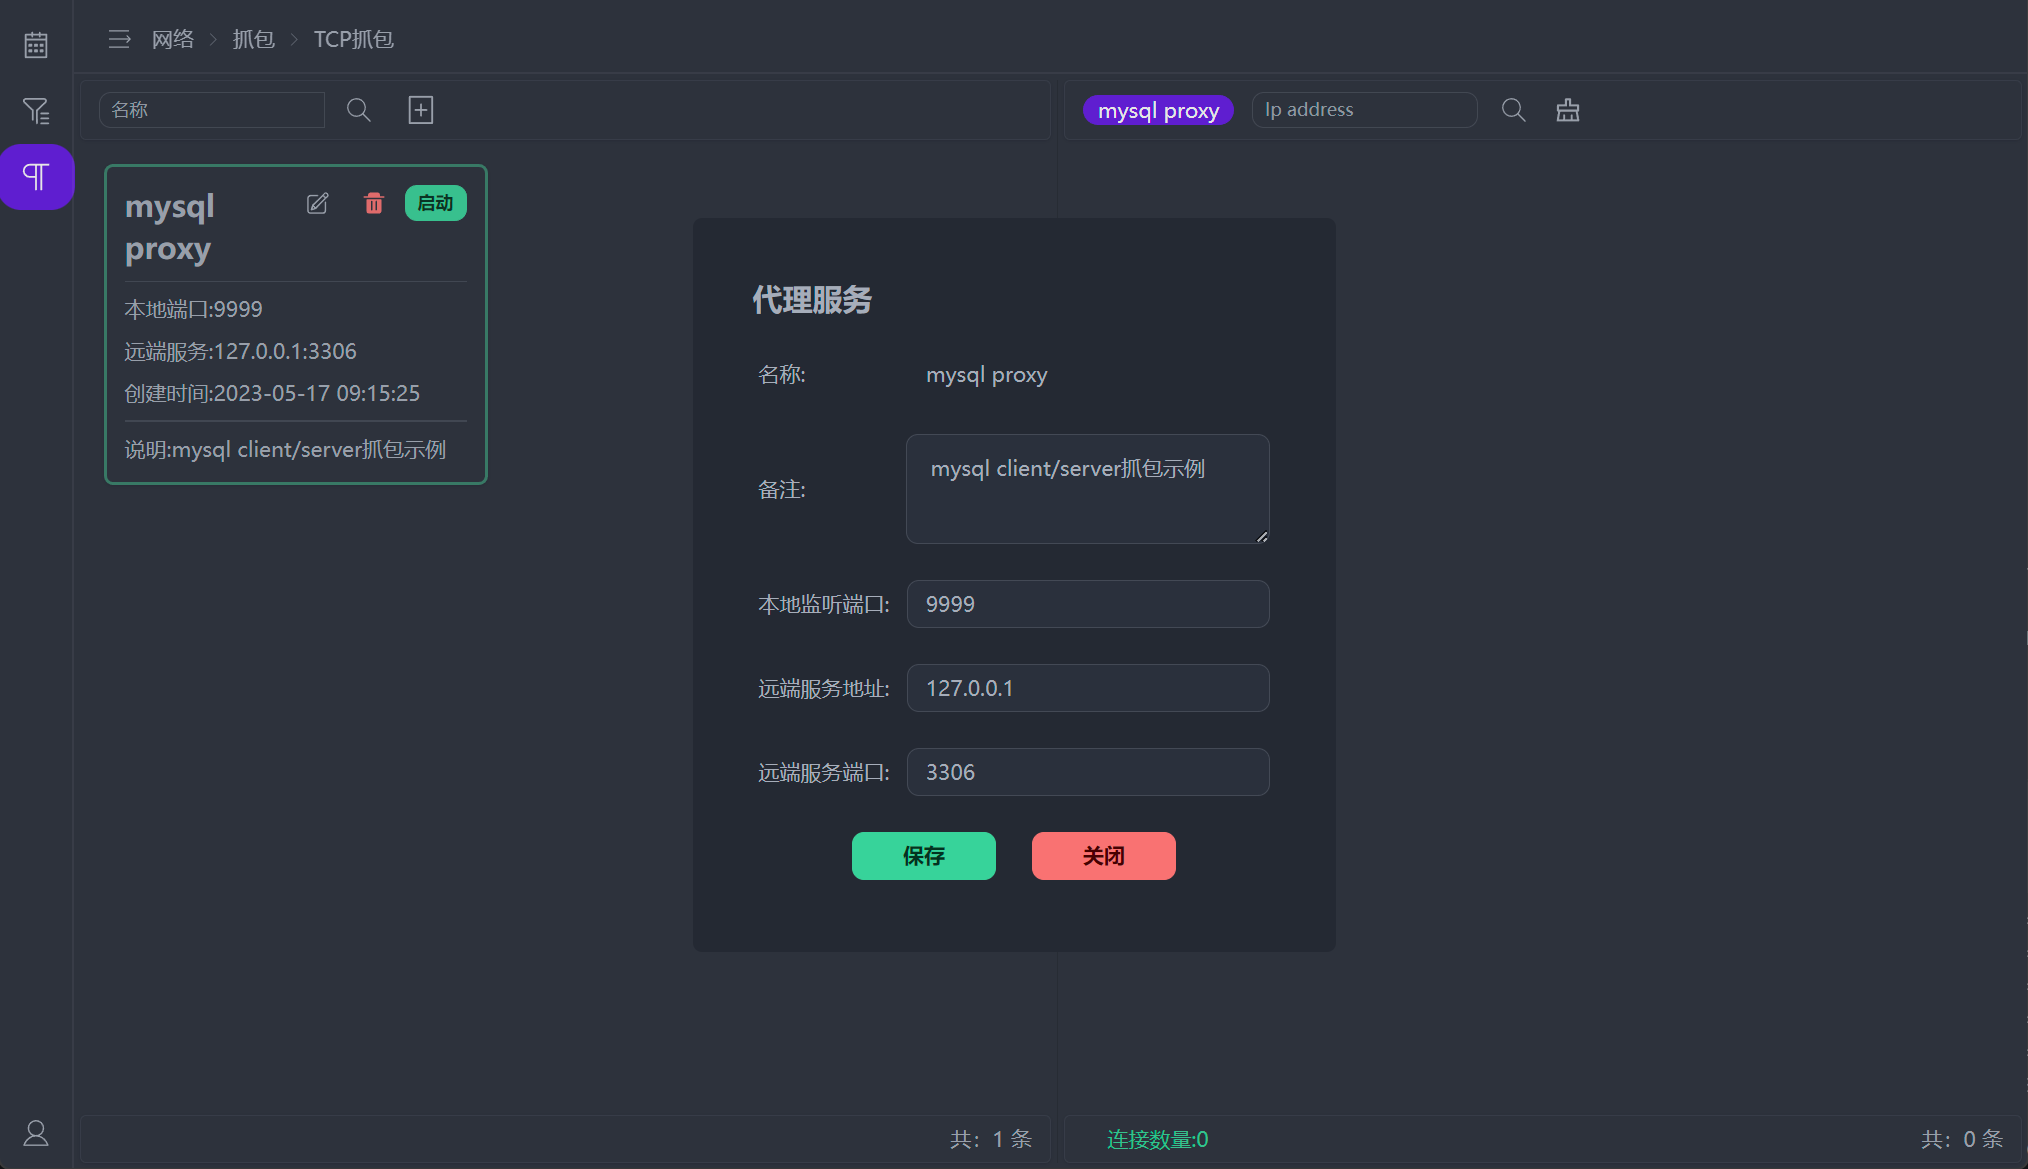 网络 > 抓包 > TCP抓包
名称
mysql proxy
Ip address
mysql
proxy
启动
本地端口:9999
远端服务:127.0.0.1:3306
创建时间:2023-05-17 09:15:25
说明:mysql client/server抓包示例
代理服务
名称: mysql proxy
备注: mysql client/server抓包示例
本地监听端口: 9999
远端服务地址: 127.0.0.1
远端服务端口: 3306
保存 关闭
共: 1 条
连接数量:0
共: 0 条